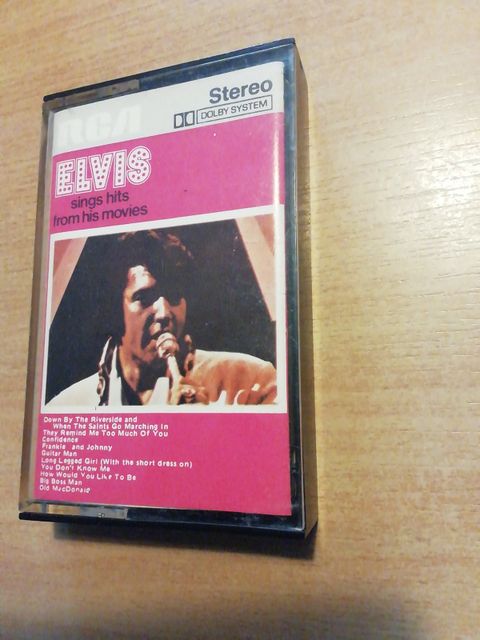 RCA
Stereo
DOLBY SYSTEM
ELVIS
sings hits
from his movies
Down By The Riverside and
When The Saints Go Marching In
They Remind Me Too Much Of You
Confidence
Frankie and Johnny
Guitar Man
Long Legged Girl (With the short dress on)
You Don't Know Me
How Would You Like To Be
Big Boss Man
Old MacDonald